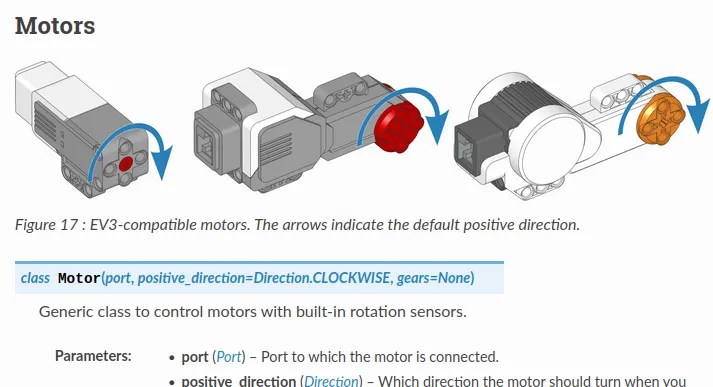 Motors
Figure 17 : EV3-compatible motors. The arrows indicate the default positive direction.
class Motor(port, positive_direction=Direction.CLOCKWISE, gears=None)
Generic class to control motors with built-in rotation sensors.
Parameters: • port (Port) – Port to which the motor is connected.
• positive_direction (Direction) – Which direction the motor should turn when you